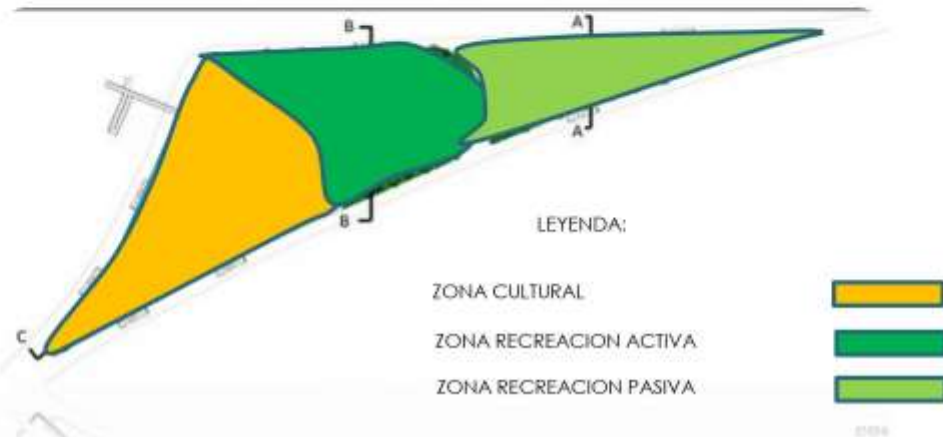 B
A
A
B
LEYENDA:
C
ZONA CULTURAL
ZONA RECREACION ACTIVA
ZONA RECREACION PASIVA